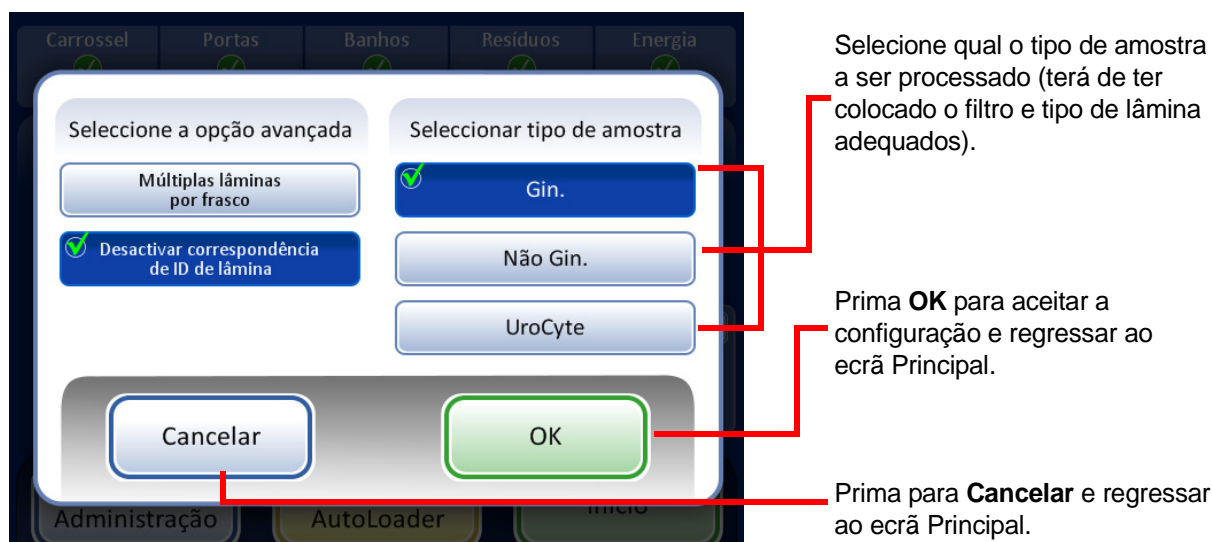 Carrossel Portas Banhos Resíduos Energia
Seleccione a opção avançada
Múltiplas lâminas
por frasco
Desactivar correspondência
de ID de lâmina
Seleccionar tipo de amostra
Gin.
Não Gin.
UroCyte
Cancelar
OK
Administração
AutoLoader
Início
Selecione qual o tipo de amostra
a ser processado (terá de ter
colocado o filtro e tipo de lâmina
adequados).
Prima OK para aceitar a
configuração e regressar ao
ecrã Principal.
Prima para Cancelar e regressar
ao ecrã Principal.